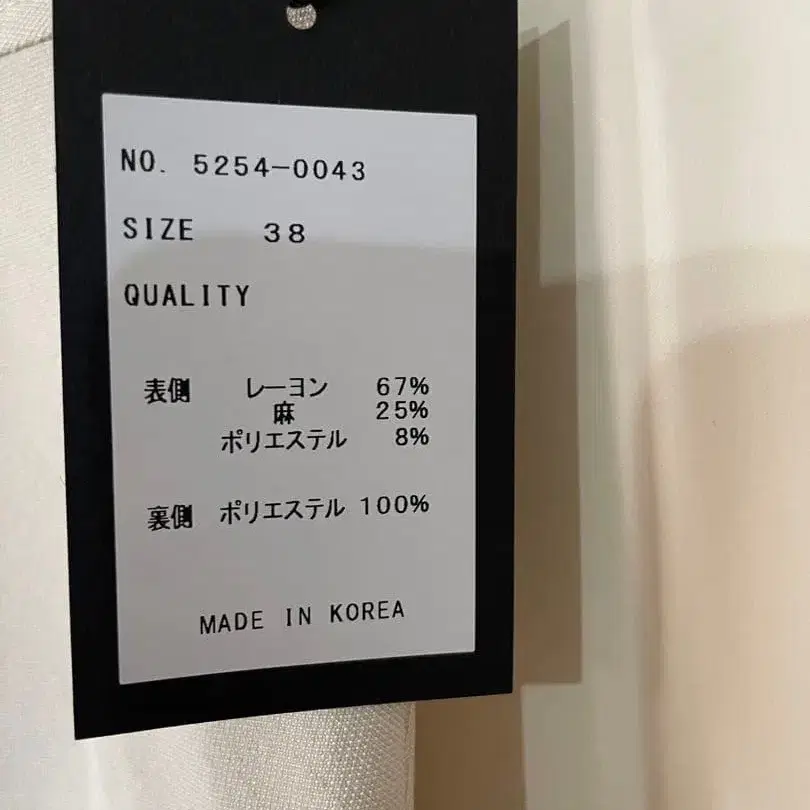 NO. 5254-0043
SIZE 38
QUALITY
表側 レーヨン 67%
麻 25%
ポリエステル 8%
裏側 ポリエステル 100%
MADE IN KOREA